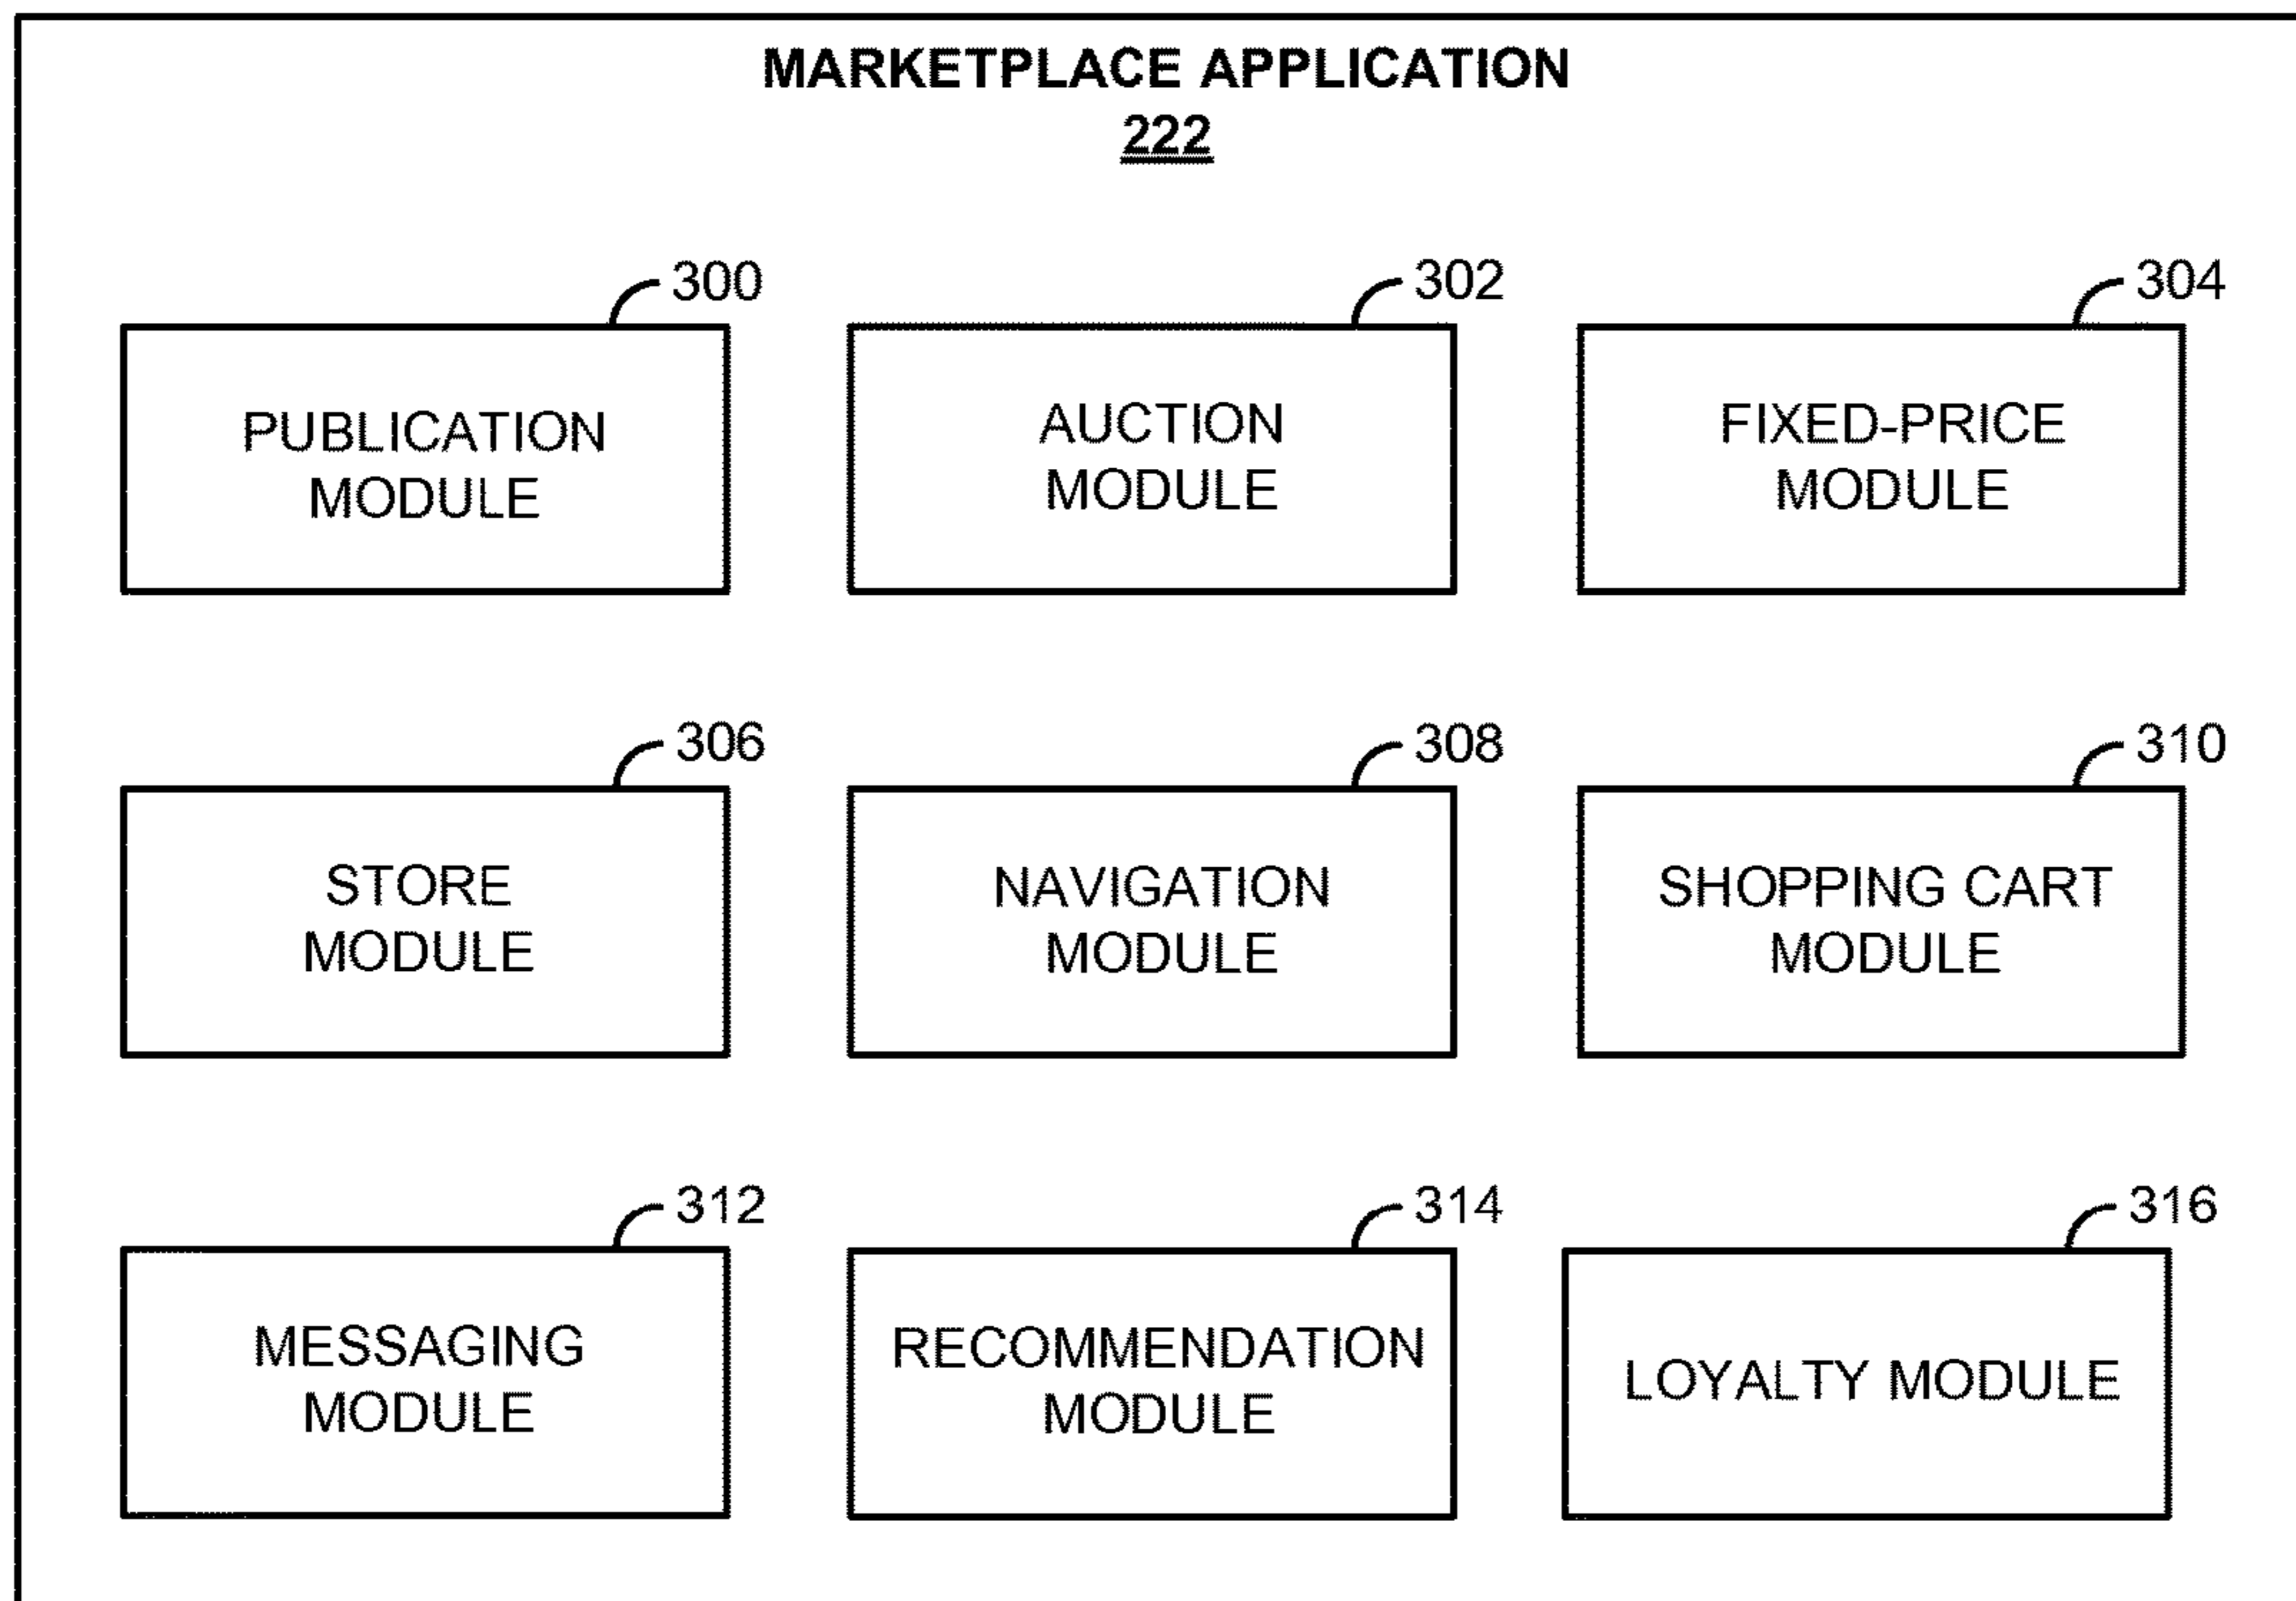 MARKETPLACE APPLICATION
222
300
PUBLICATION
MODULE
302
AUCTION
MODULE
304
FIXED-PRICE
MODULE
306
STORE
MODULE
308
NAVIGATION
MODULE
310
SHOPPING CART
MODULE
312
MESSAGING
MODULE
314
RECOMMENDATION
MODULE
316
LOYALTY MODULE